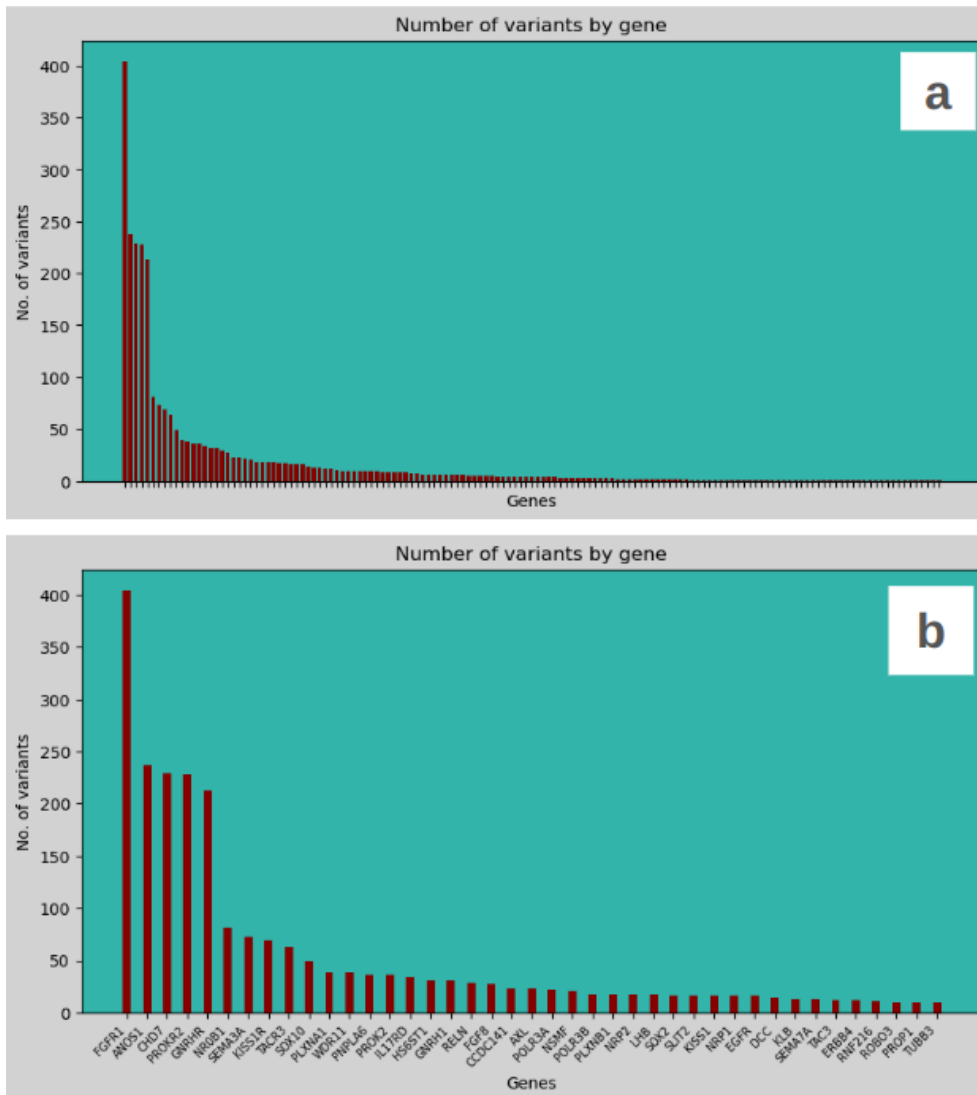 Number of variants by gene
a
400
350
300
250
200
150
100
50
0
No. of variants
Genes
Number of variants by gene
b
400
350
300
250
200
150
100
50
0
No. of variants
FGFR1
ANOS1
CHD7
PROKR2
GNRHR
NR0B1
SEMA3A
KISS1R
TACR3
SOX10
PLXNA1
WDR11
PNPLA6
PROK2
IL17RD
HS6ST1
GNRH1
RELN
FGF8
CCDC141
AXL
POLR3A
NSMF
POLR3B
PLXNB1
NRP2
LHB
SOX2
SLIT2
KISS1
NRP1
EGFR
DCC
KLB
SEMA7A
TAC3
ERBB4
RNF216
ROBO3
PROP1
TUBB3
Genes